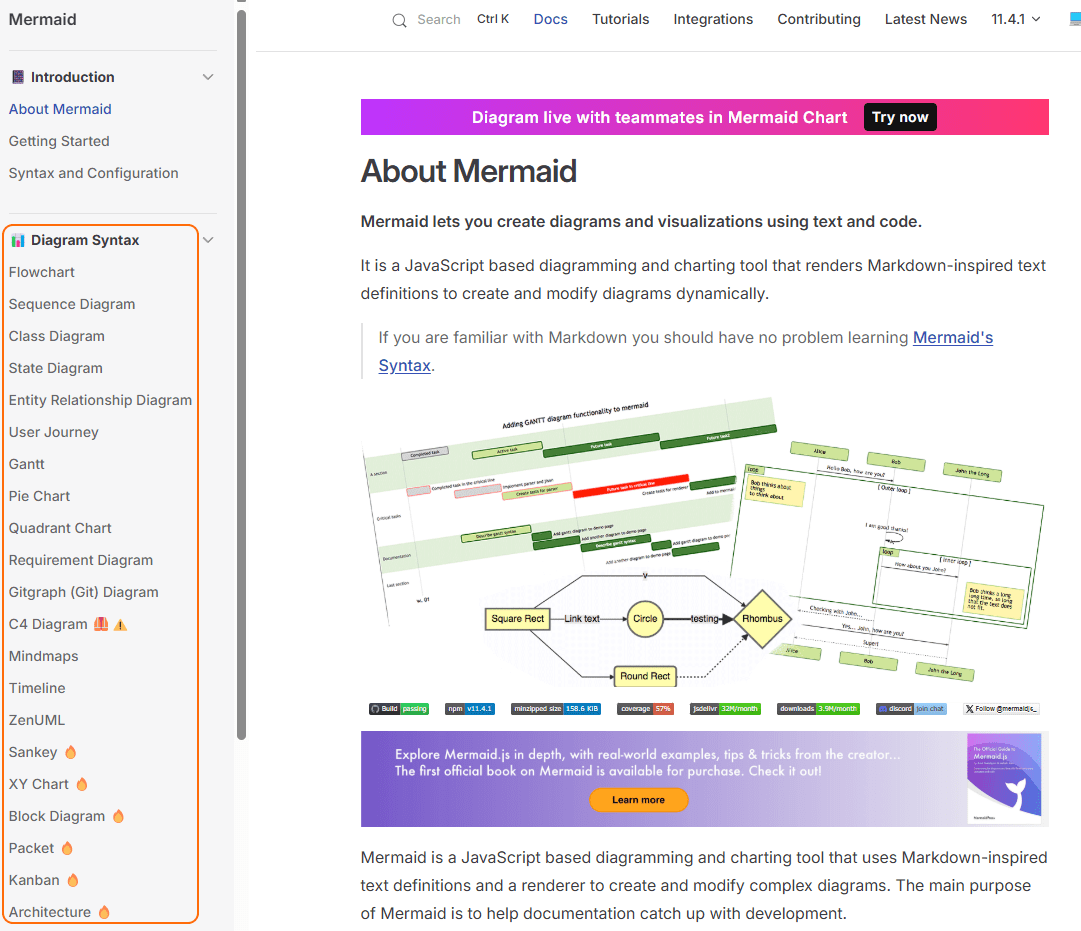 Mermaid
Search Ctrl K Docs Tutorials Integrations Contributing Latest News 11.4.1
Introduction
About Mermaid
Getting Started
Syntax and Configuration
Diagram Syntax
Flowchart
Sequence Diagram
Class Diagram
State Diagram
Entity Relationship Diagram
User Journey
Gantt
Pie Chart
Quadrant Chart
Requirement Diagram
Gitgraph (Git) Diagram
C4 Diagram
Mindmaps
Timeline
ZenUML
Sankey
XY Chart
Block Diagram
Packet
Kanban
Architecture
Diagram live with teammates in Mermaid Chart Try now
About Mermaid
Mermaid lets you create diagrams and visualizations using text and code.
It is a JavaScript based diagramming and charting tool that renders Markdown-inspired text
definitions to create and modify diagrams dynamically.
If you are familiar with Markdown you should have no problem learning Mermaid's
Syntax.
Adding GANTT diagram functionality to mermaid
A section
Completed task
Active task
Future task
Future task2
Critical tasks
Completed task in the critical line
Implement parser and jison
Create tests for parser
Future task in critical line
Create tests for renderer
Add to mermaid
Documentation
Describe gantt syntax
Add gantt diagram to demo page
Add another diagram to demo page
Last section
Describe gantt syntax
Add gantt diagram to demo
Add another diagram to demo page
Alice
Bob
John the Long
loop
Hello Bob, how are you?
[ Outer loop ]
Bob thinks about
things
to think about
I am good thanks!
loop
[ Inner loop ]
How about you John?
Bob thinks a long
long time, so long
that the text does
not fit.
Checking with John...
Yes... John, how are you?
Super!
Alice
Bob
John the Long
Square Rect
Link text
Circle
testing
Rhombus
Round Rect
Build passing
npm v11.4.1
minzipped size 158.6 KIB
coverage 57%
jsdelivr 32M/month
downloads 3.9M/month
discord join chat
Follow @mermaidjs_
Explore Mermaid.js in depth, with real-world examples, tips & tricks from the creator...
The first official book on Mermaid is available for purchase. Check it out!
Learn more
The Official Guide to
Mermaid.js
Mermaid is a JavaScript based diagramming and charting tool that uses Markdown-inspired
text definitions and a renderer to create and modify complex diagrams. The main purpose
of Mermaid is to help documentation catch up with development.